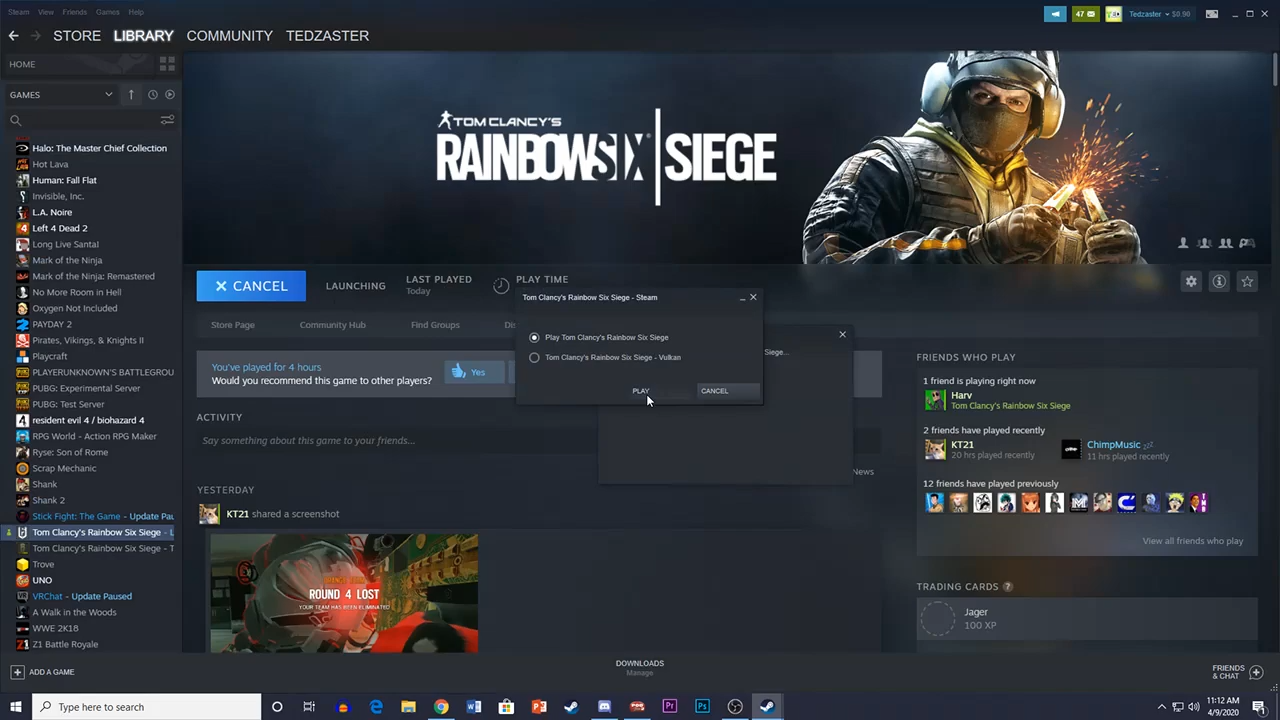 Steam View Friends Games Help
47
Tedzaster $0.90
STORE LIBRARY COMMUNITY TEDZASTER
HOME
GAMES
Halo: The Master Chief Collection
Hot Lava
Human: Fall Flat
Invisible, Inc.
L.A. Noire
Left 4 Dead 2
Long Live Santa!
Mark of the Ninja
Mark of the Ninja: Remastered
No More Room in Hell
Oxygen Not Included
PAYDAY 2
Pirates, Vikings, & Knights II
Playcraft
PLAYERUNKNOWN'S BATTLEGROU
PUBG: Experimental Server
PUBG: Test Server
resident evil 4 / biohazard 4
RPG World - Action RPG Maker
Ryse: Son of Rome
Scrap Mechanic
Shank
Shank 2
Stick Fight: The Game - Update Pau
Tom Clancy's Rainbow Six Siege - L
Tom Clancy's Rainbow Six Siege - T
Trove
UNO
VRChat - Update Paused
A Walk in the Woods
WWE 2K18
Z1 Battle Royale
ADD A GAME
TOM CLANCY'S
RAINBOWSIX | SIEGE
CANCEL
LAUNCHING
LAST PLAYED
Today
PLAY TIME
Store Page Community Hub Find Groups Dis
Tom Clancy's Rainbow Six Siege - Steam
Play Tom Clancy's Rainbow Six Siege
Tom Clancy's Rainbow Six Siege - Vulkan
PLAY CANCEL
Siege...
You've played for 4 hours
Would you recommend this game to other players?
Yes
ACTIVITY
Say something about this game to your friends...
News
YESTERDAY
KT21 shared a screenshot
ROUND 4 LOST
YOUR TEAM HAS BEEN ELIMINATED
FRIENDS WHO PLAY
1 friend is playing right now
Harv
Tom Clancy's Rainbow Six Siege
2 friends have played recently
KT21
20 hrs played recently
ChimpMusic zzz
11 hrs played recently
12 friends have played previously
View all friends who play
TRADING CARDS ?
Jager
100 XP
DOWNLOADS
Manage
FRIENDS
& CHAT
Type here to search
11:12 AM
4/9/2020